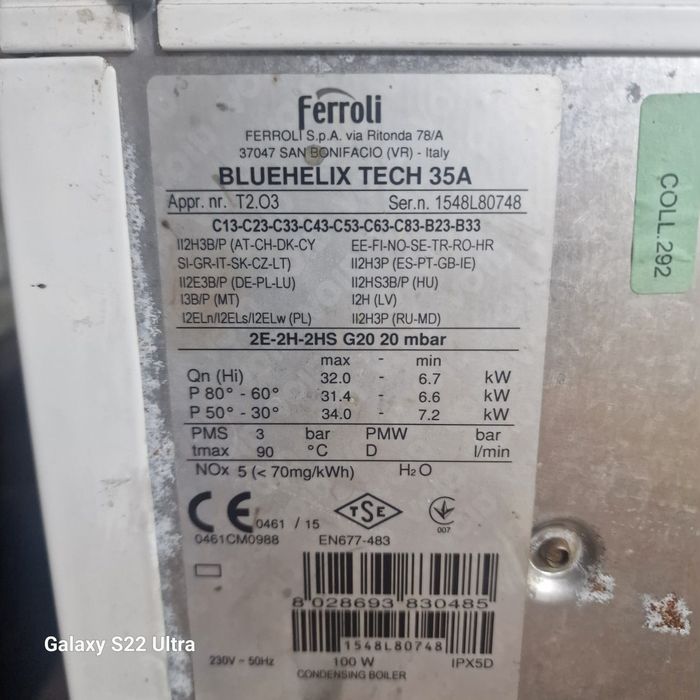 Ferroli
FERROLI S.p.A. via Ritonda 78/A
37047 SAN BONIFACIO (VR) - Italy
BLUEHELIX TECH 35A
Appr. nr. T2.O3 Ser.n. 1548L80748
C13-C23-C33-C43-C53-C63-C83-B23-B33
II2H3B/P (AT-CH-DK-CY EE-FI-NO-SE-TR-RO-HR
SI-GR-IT-SK-CZ-LT) II2H3P (ES-PT-GB-IE)
II2E3B/P (DE-PL-LU) II2HS3B/P (HU)
I3B/P (MT) I2H (LV)
I2ELn/I2ELs/I2ELw (PL) II2H3P (RU-MD)
2E-2H-2HS G20 20 mbar
max - min
Qn (Hi) 32.0 - 6.7 kW
P 80° - 60° 31.4 - 6.6 kW
P 50° - 30° 34.0 - 7.2 kW
PMS 3 bar PMW bar
tmax 90 °C D l/min
NOx 5 (< 70mg/kWh) H2O
CE 0461 / 15 TSE 007
0461CM0988 EN677-483
8 028693 830485
1548L80748
230V ~ 50Hz 100 W IPX5D
CONDENSING BOILER
COLL.292
Galaxy S22 Ultra